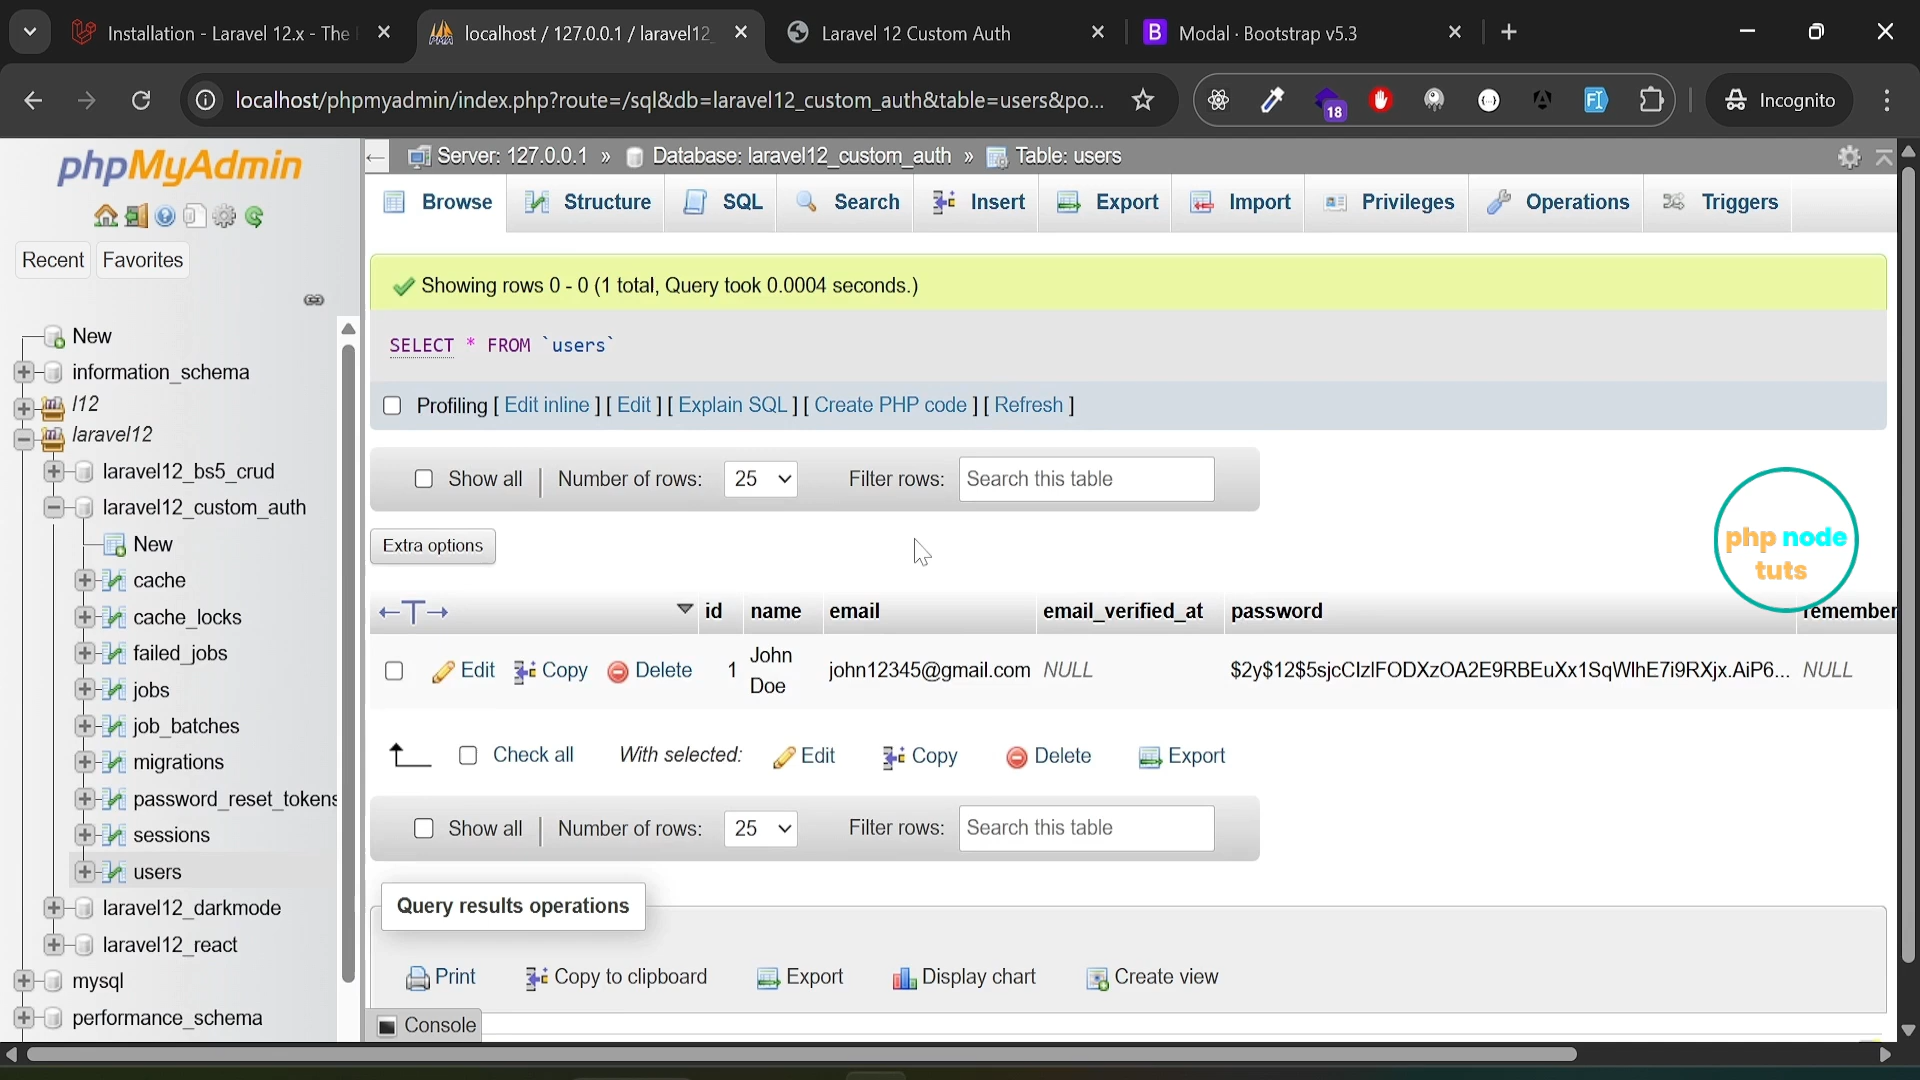 Installation - Laravel 12.x - The
localhost / 127.0.0.1 / laravel12_
Laravel 12 Custom Auth
B Modal · Bootstrap v5.3
localhost/phpmyadmin/index.php?route=/sql&db=laravel12_custom_auth&table=users&po...
18
FI
Incognito
phpMyAdmin
Recent
Favorites
New
information_schema
l12
laravel12
laravel12_bs5_crud
laravel12_custom_auth
New
cache
cache_locks
failed_jobs
jobs
job_batches
migrations
password_reset_tokens
sessions
users
laravel12_darkmode
laravel12_react
mysql
performance_schema
Server: 127.0.0.1 » Database: laravel12_custom_auth » Table: users
Browse Structure SQL Search Insert Export Import Privileges Operations Triggers
Showing rows 0 - 0 (1 total, Query took 0.0004 seconds.)
SELECT * FROM `users`
Profiling [ Edit inline ] [ Edit ] [ Explain SQL ] [ Create PHP code ] [ Refresh ]
Show all Number of rows: 25 Filter rows: Search this table
Extra options
php node
tuts
id name email email_verified_at password remember
Edit Copy Delete 1 John Doe john12345@gmail.com NULL $2y$12$5sjcCIzlFODXzOA2E9RBEuXx1SqWlhE7i9RXjx.AiP6... NULL
Check all With selected: Edit Copy Delete Export
Show all Number of rows: 25 Filter rows: Search this table
Query results operations
Print Copy to clipboard Export Display chart Create view
Console